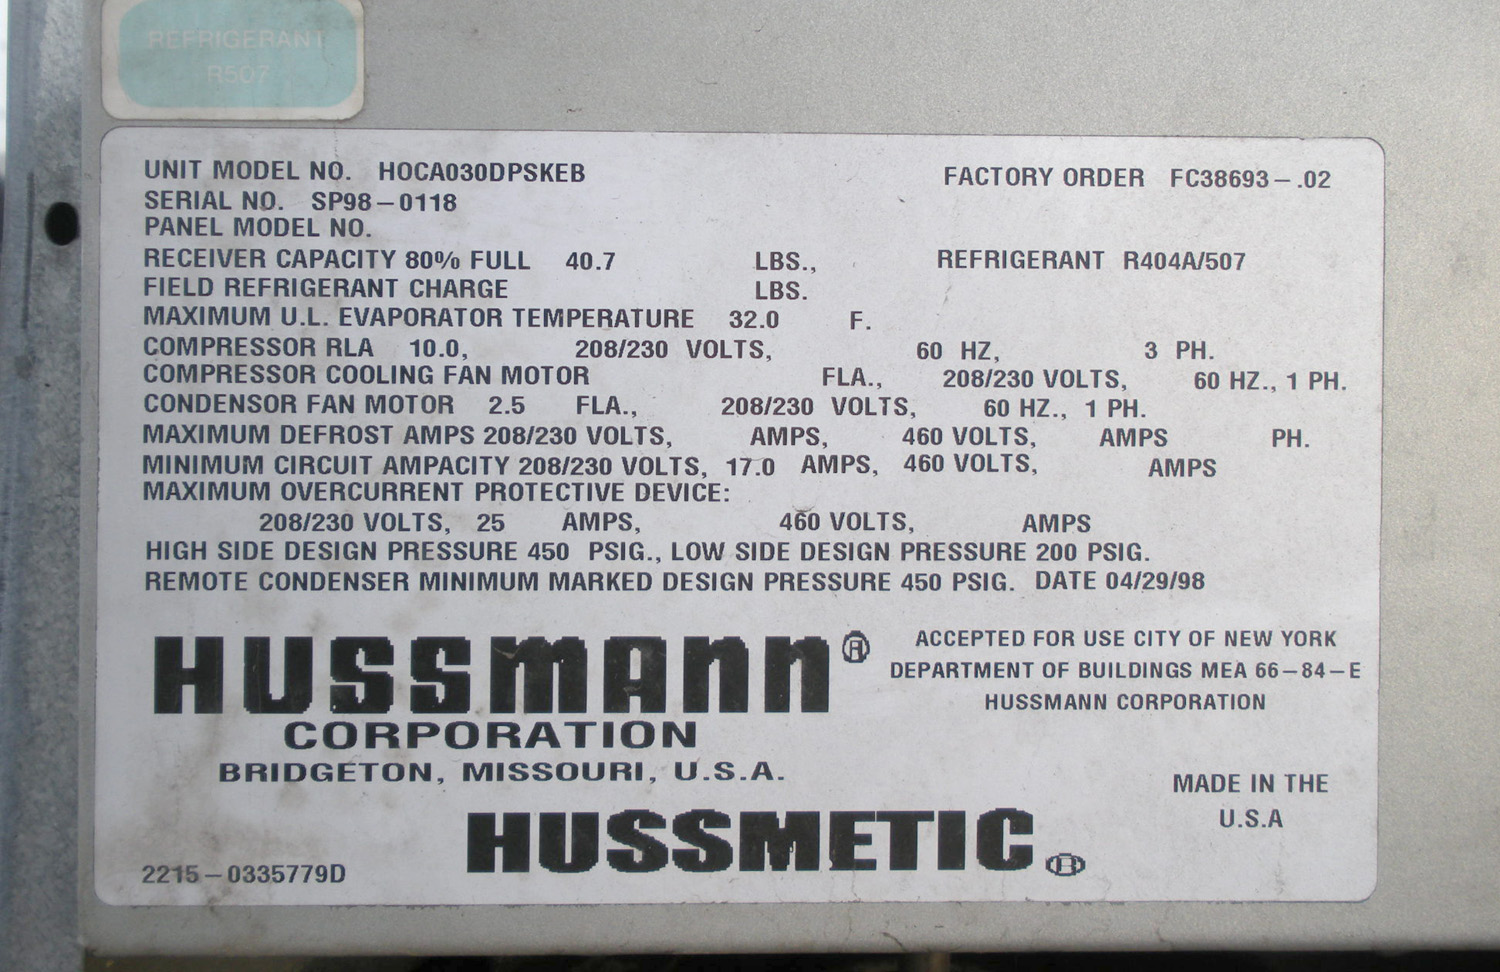 REFRIGERANT
R507
UNIT MODEL NO. HOCA030DPSKEB FACTORY ORDER FC38693-.02
SERIAL NO. SP98-0118
PANEL MODEL NO.
RECEIVER CAPACITY 80% FULL 40.7 LBS., REFRIGERANT R404A/507
FIELD REFRIGERANT CHARGE LBS.
MAXIMUM U.L. EVAPORATOR TEMPERATURE 32.0 F.
COMPRESSOR RLA 10.0, 208/230 VOLTS, 60 HZ, 3 PH.
COMPRESSOR COOLING FAN MOTOR FLA., 208/230 VOLTS, 60 HZ., 1 PH.
CONDENSOR FAN MOTOR 2.5 FLA., 208/230 VOLTS, 60 HZ., 1 PH.
MAXIMUM DEFROST AMPS 208/230 VOLTS, AMPS, 460 VOLTS, AMPS PH.
MINIMUM CIRCUIT AMPACITY 208/230 VOLTS, 17.0 AMPS, 460 VOLTS, AMPS
MAXIMUM OVERCURRENT PROTECTIVE DEVICE:
208/230 VOLTS, 25 AMPS, 460 VOLTS, AMPS
HIGH SIDE DESIGN PRESSURE 450 PSIG., LOW SIDE DESIGN PRESSURE 200 PSIG.
REMOTE CONDENSER MINIMUM MARKED DESIGN PRESSURE 450 PSIG. DATE 04/29/98
HUSSMANN®
CORPORATION
BRIDGETON, MISSOURI, U.S.A.
ACCEPTED FOR USE CITY OF NEW YORK
DEPARTMENT OF BUILDINGS MEA 66-84-E
HUSSMANN CORPORATION
MADE IN THE
U.S.A
HUSSMETIC®
2215-0335779D